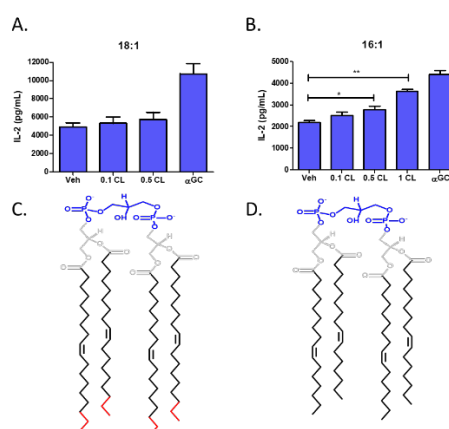 A.
18:1
IL-2 (pg/mL)
12000
10000
8000
6000
4000
2000
0
Veh
0.1 CL
0.5 CL
αGC
B.
16:1
IL-2 (pg/mL)
5000
4000
3000
2000
1000
0
**
*
Veh
0.1 CL
0.5 CL
1 CL
αGC
C.
O
O=P
O
O⁻
OH
O
P
O
O⁻
O
H
O
O
O
O
H
O
O
O
D.
O⁻
O=P
O
O
OH
O
O⁻
P
O
O⁻
O
H
O
O
O
O
H
O
O
O